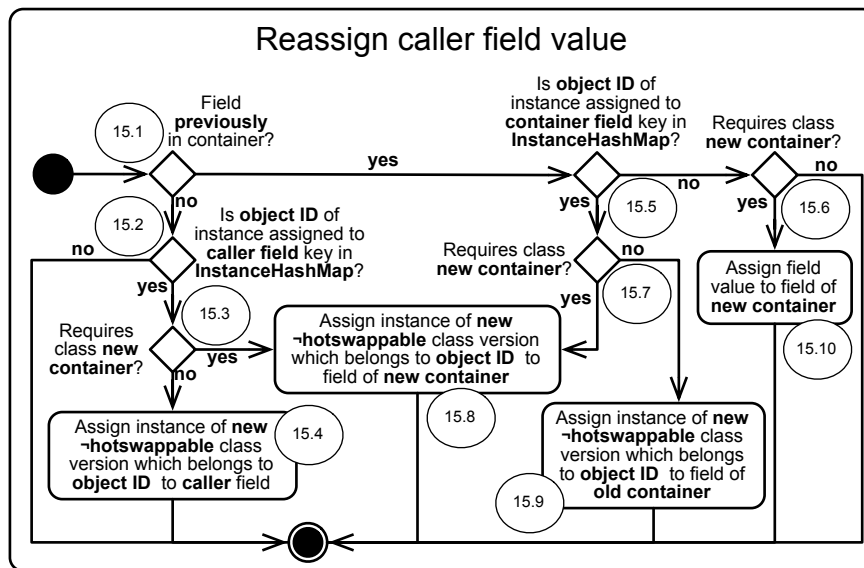 Reassign caller field value
Field
previously
in container?
15.1
yes
no
Is object ID of
instance assigned to
container field key in
InstanceHashMap?
15.5
yes
no
Requires class
new container?
no
yes
15.6
15.2
no
Is object ID of
instance assigned to
caller field key in
InstanceHashMap?
yes
Requires class
new container?
no
yes
15.7
Assign field
value to field of
new container
15.10
15.3
Requires
class new
container?
yes
no
Assign instance of new
¬hotswappable class version
which belongs to object ID to
field of new container
15.8
Assign instance of new
¬hotswappable class
version which belongs to
object ID to caller field
15.4
Assign instance of new
¬hotswappable class
version which belongs
to object ID to field of
old container
15.9